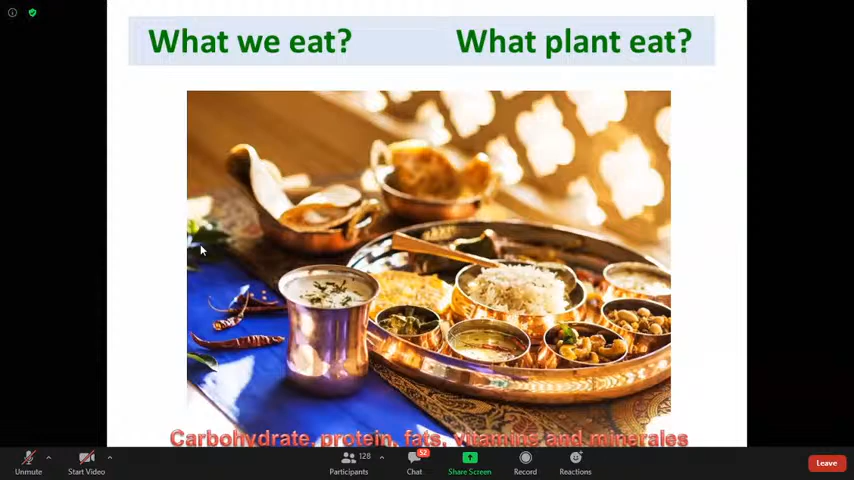 What we eat? What plant eat?
Carbohydrate, protein, fats, vitamins and minerales
128
52
Unmute Start Video Participants Chat Share Screen Record Reactions Leave